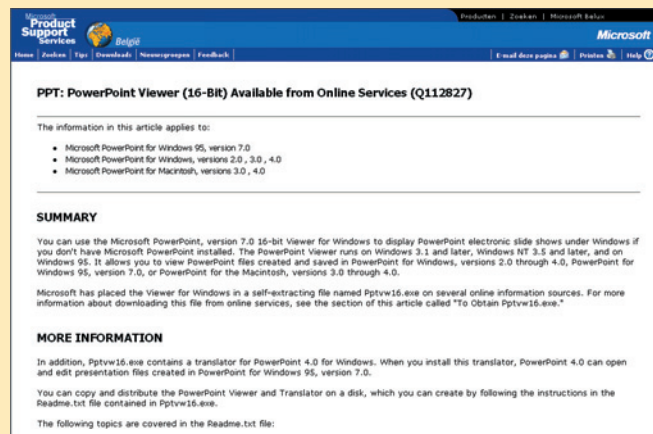 Producten | Zoeken | Microsoft Belux
Microsoft
Product
Support
Services
België
Microsoft
Home | Zoeken | Tips | Downloads | Nieuwsgroepen | Feedback |
| E-mail deze pagina | Printen | Help
PPT: PowerPoint Viewer (16-Bit) Available from Online Services (Q112827)
The information in this article applies to:
• Microsoft PowerPoint for Windows 95, version 7.0
• Microsoft PowerPoint for Windows, versions 2.0 , 3.0 , 4.0
• Microsoft PowerPoint for Macintosh, versions 3.0 , 4.0
SUMMARY
You can use the Microsoft PowerPoint, version 7.0 16-bit Viewer for Windows to display PowerPoint electronic slide shows under Windows if
you don't have Microsoft PowerPoint installed. The PowerPoint Viewer runs on Windows 3.1 and later, Windows NT 3.5 and later, and on
Windows 95. It allows you to view PowerPoint files created and saved in PowerPoint for Windows, versions 2.0 through 4.0, PowerPoint for
Windows 95, version 7.0, or PowerPoint for the Macintosh, versions 3.0 through 4.0.
Microsoft has placed the Viewer for Windows in a self-extracting file named Pptvw16.exe on several online information sources. For more
information about downloading this file from online services, see the section of this article called "To Obtain Pptvw16.exe."
MORE INFORMATION
In addition, Pptvw16.exe contains a translator for PowerPoint 4.0 for Windows. When you install this translator, PowerPoint 4.0 can open
and edit presentation files created in PowerPoint for Windows 95, version 7.0.
You can copy and distribute the PowerPoint Viewer and Translator on a disk, which you can create by following the instructions in the
Readme.txt file contained in Pptvw16.exe.
The following topics are covered in the Readme.txt file: